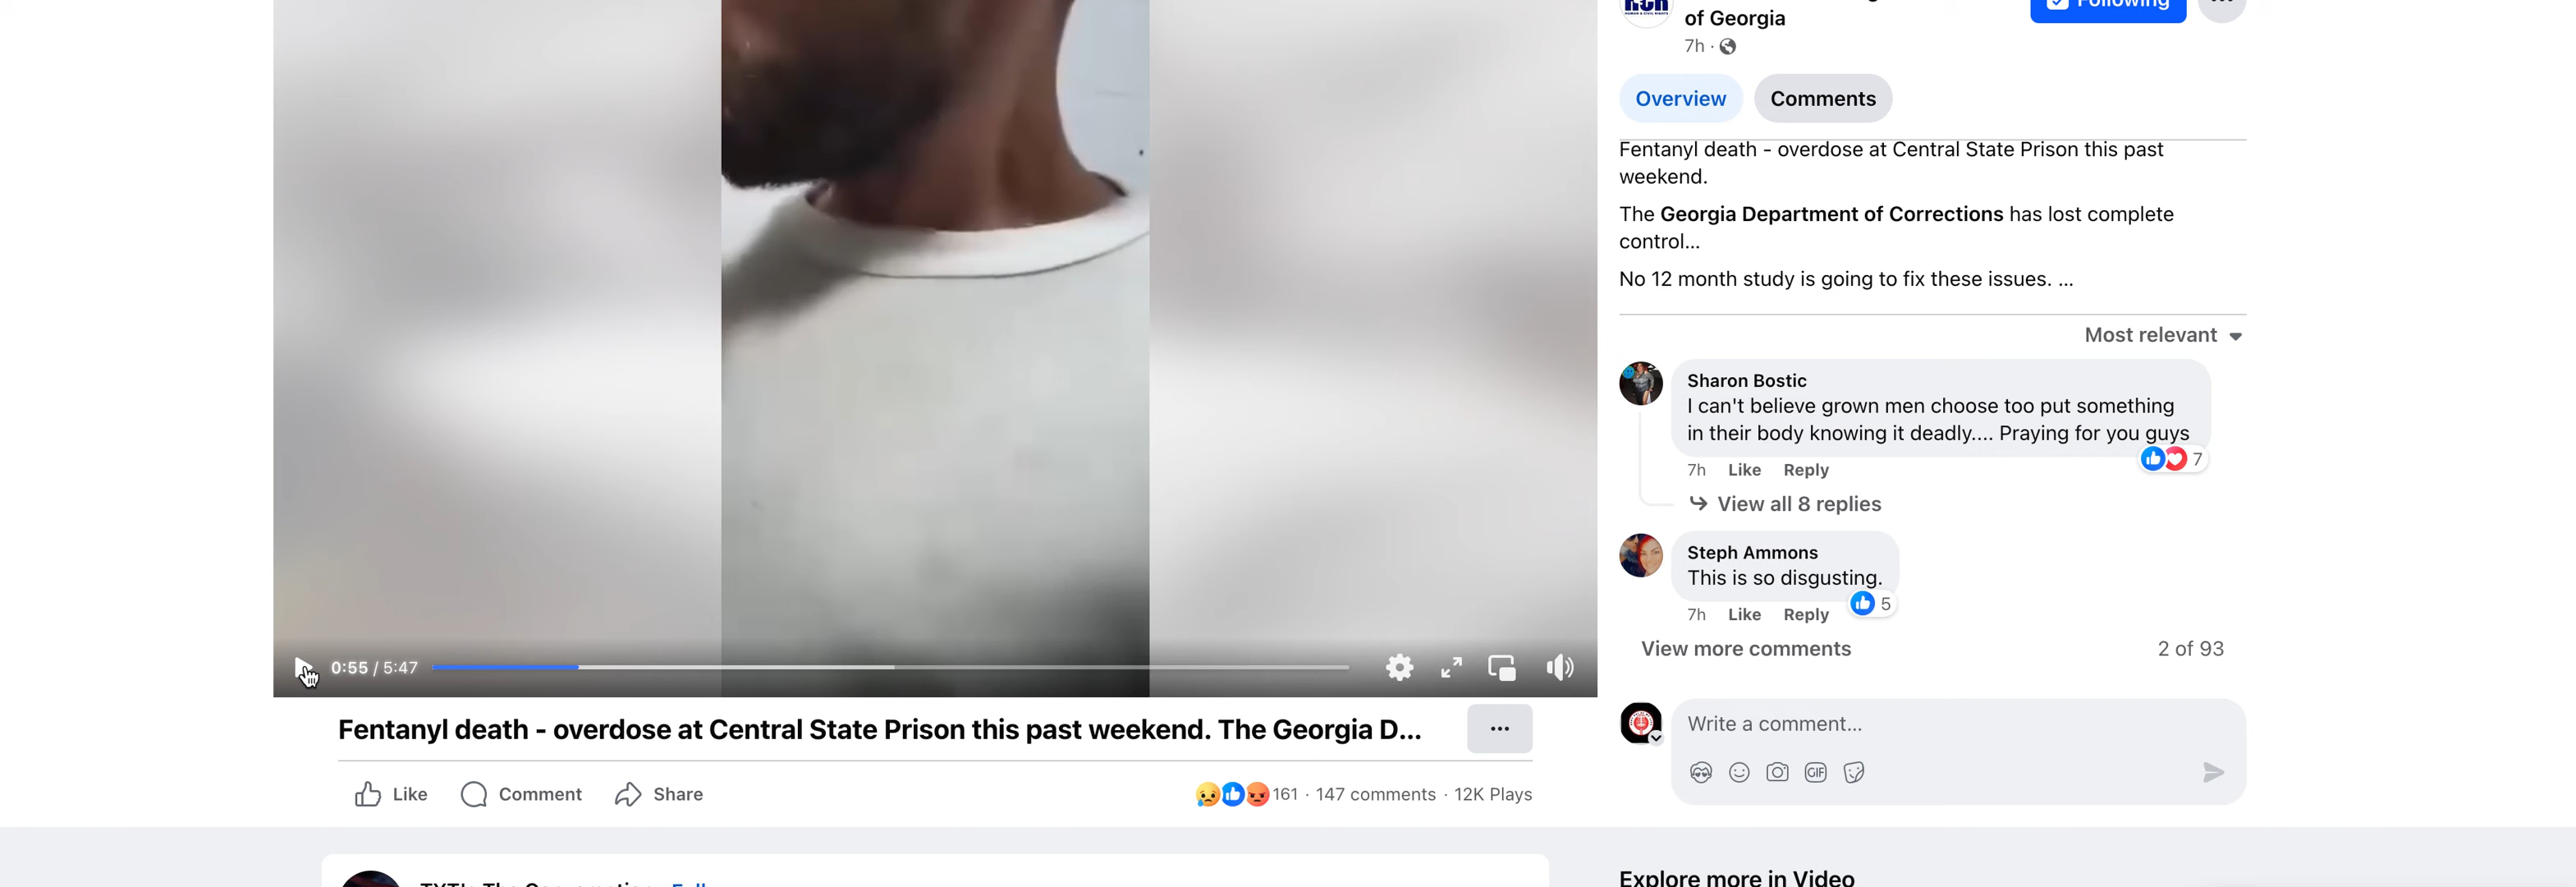 of Georgia
Following
7h ·
Overview
Comments
Fentanyl death - overdose at Central State Prison this past
weekend.
The Georgia Department of Corrections has lost complete
control...
No 12 month study is going to fix these issues. ...
Most relevant
Sharon Bostic
I can't believe grown men choose too put something
in their body knowing it deadly.... Praying for you guys
7
7h Like Reply
View all 8 replies
Steph Ammons
This is so disgusting.
5
7h Like Reply
View more comments
2 of 93
Write a comment...
GIF
0:55 / 5:47
Fentanyl death - overdose at Central State Prison this past weekend. The Georgia D...
Like
Comment
Share
161 · 147 comments · 12K Plays
Explore more in Video